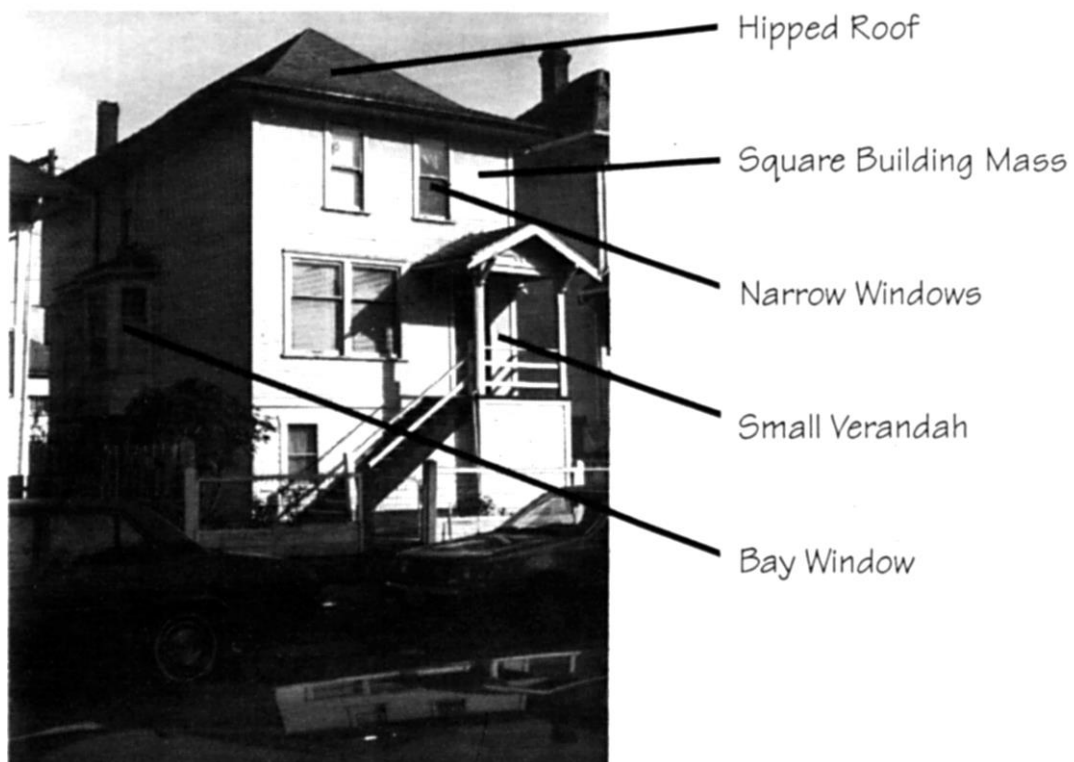 Hipped Roof
Square Building Mass
Narrow Windows
Small Verandah
Bay Window